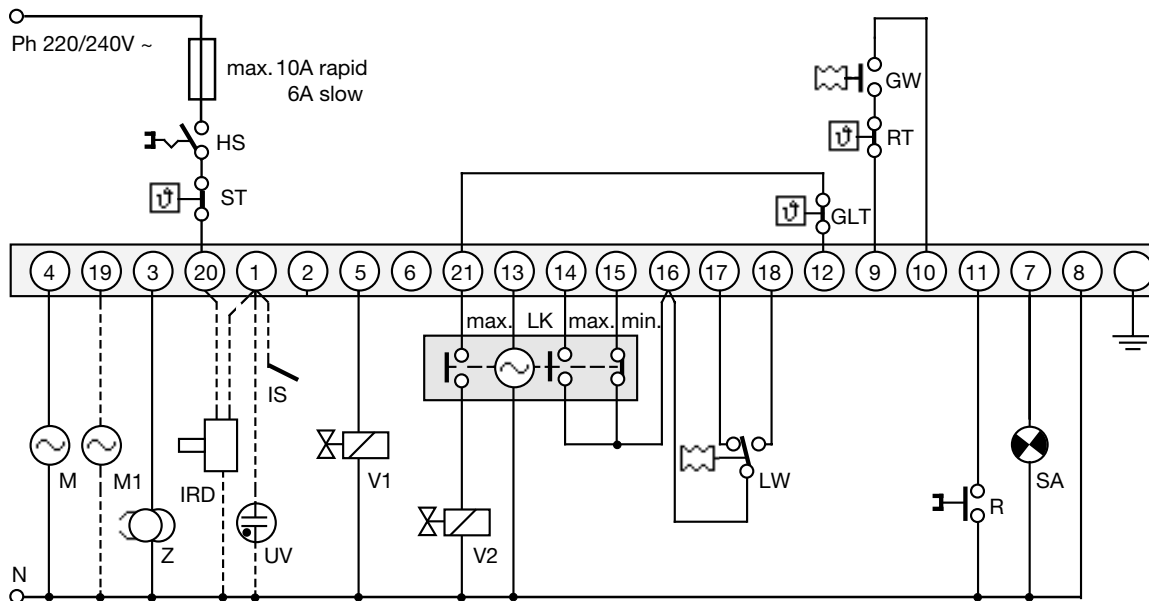 Ph 220/240V ~
max. 10A rapid
6A slow
HS
ST
GW
RT
GLT
4 19 3 20 1 2 5 6 21 13 14 15 16 17 18 12 9 10 11 7 8
max. LK max. min.
IS
M
M1
IRD
Z
UV
V1
V2
LW
R
SA
N
ϑ
ϑ
ϑ